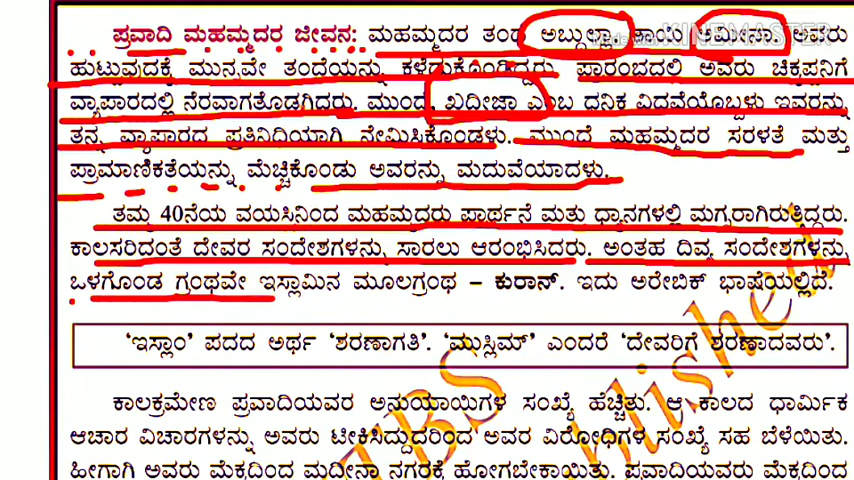 ಪ್ರವಾದಿ ಮಹಮ್ಮದರ ಜೀವನ: ಮಹಮ್ಮದರ ತಂದೆ ಅಬ್ದುಲ್ಲಾ ತಾಯಿ ಅಮೀನಾ. ಅವರು
ಹುಟ್ಟುವುದಕ್ಕೆ ಮುನ್ನವೇ ತಂದೆಯನ್ನು ಕಳೆದುಕೊಂಡಿದ್ದರು. ಪ್ರಾರಂಭದಲ್ಲಿ ಅವರು ಚಿಕ್ಕಪ್ಪನಿಗೆ
ವ್ಯಾಪಾರದಲ್ಲಿ ನೆರವಾಗತೊಡಗಿದರು. ಮುಂದೆ, ಖದೀಜಾ ಎಂಬ ಧನಿಕ ವಿಧವೆಯೊಬ್ಬಳು ಇವರನ್ನು
ತನ್ನ ವ್ಯಾಪಾರದ ಪ್ರತಿನಿಧಿಯಾಗಿ ನೇಮಿಸಿಕೊಂಡಳು. ಮುಂದೆ ಮಹಮ್ಮದರ ಸರಳತೆ ಮತ್ತು
ಪ್ರಾಮಾಣಿಕತೆಯನ್ನು ಮೆಚ್ಚಿಕೊಂಡು ಅವರನ್ನು ಮದುವೆಯಾದಳು.
ತಮ್ಮ 40ನೆಯ ವಯಸಿನಿಂದ ಮಹಮ್ಮದರು ಪ್ರಾರ್ಥನೆ ಮತ್ತು ಧ್ಯಾನಗಳಲ್ಲಿ ಮಗ್ನರಾಗಿರುತ್ತಿದ್ದರು.
ಕಾಲಸರಿದಂತೆ ದೇವರ ಸಂದೇಶಗಳನ್ನು ಸಾರಲು ಆರಂಭಿಸಿದರು. ಅಂತಹ ದಿವ್ಯ ಸಂದೇಶಗಳನ್ನು
ಒಳಗೊಂಡ ಗ್ರಂಥವೇ ಇಸ್ಲಾಮಿನ ಮೂಲಗ್ರಂಥ – ಕುರಾನ್. ಇದು ಅರೇಬಿಕ್ ಭಾಷೆಯಲ್ಲಿದೆ.
'ಇಸ್ಲಾಂ' ಪದದ ಅರ್ಥ 'ಶರಣಾಗತಿ'. 'ಮುಸ್ಲಿಮ್' ಎಂದರೆ 'ದೇವರಿಗೆ ಶರಣಾದವರು'.
ಕಾಲಕ್ರಮೇಣ ಪ್ರವಾದಿಯವರ ಅನುಯಾಯಿಗಳ ಸಂಖ್ಯೆ ಹೆಚ್ಚಿತು. ಆ ಕಾಲದ ಧಾರ್ಮಿಕ
ಆಚಾರ ವಿಚಾರಗಳನ್ನು ಅವರು ಟೀಕಿಸಿದ್ದುದರಿಂದ ಅವರ ವಿರೋಧಿಗಳ ಸಂಖ್ಯೆ ಸಹ ಬೆಳೆಯಿತು.
ಹೀಗಾಗಿ ಅವರು ಮೆಕ್ಕದಿಂದ ಮದೀನಾ ನಗರಕ್ಕೆ ಹೋಗಬೇಕಾಯಿತು. ಪ್ರವಾದಿಯವರು ಮೆಕ್ಕದಿಂದ